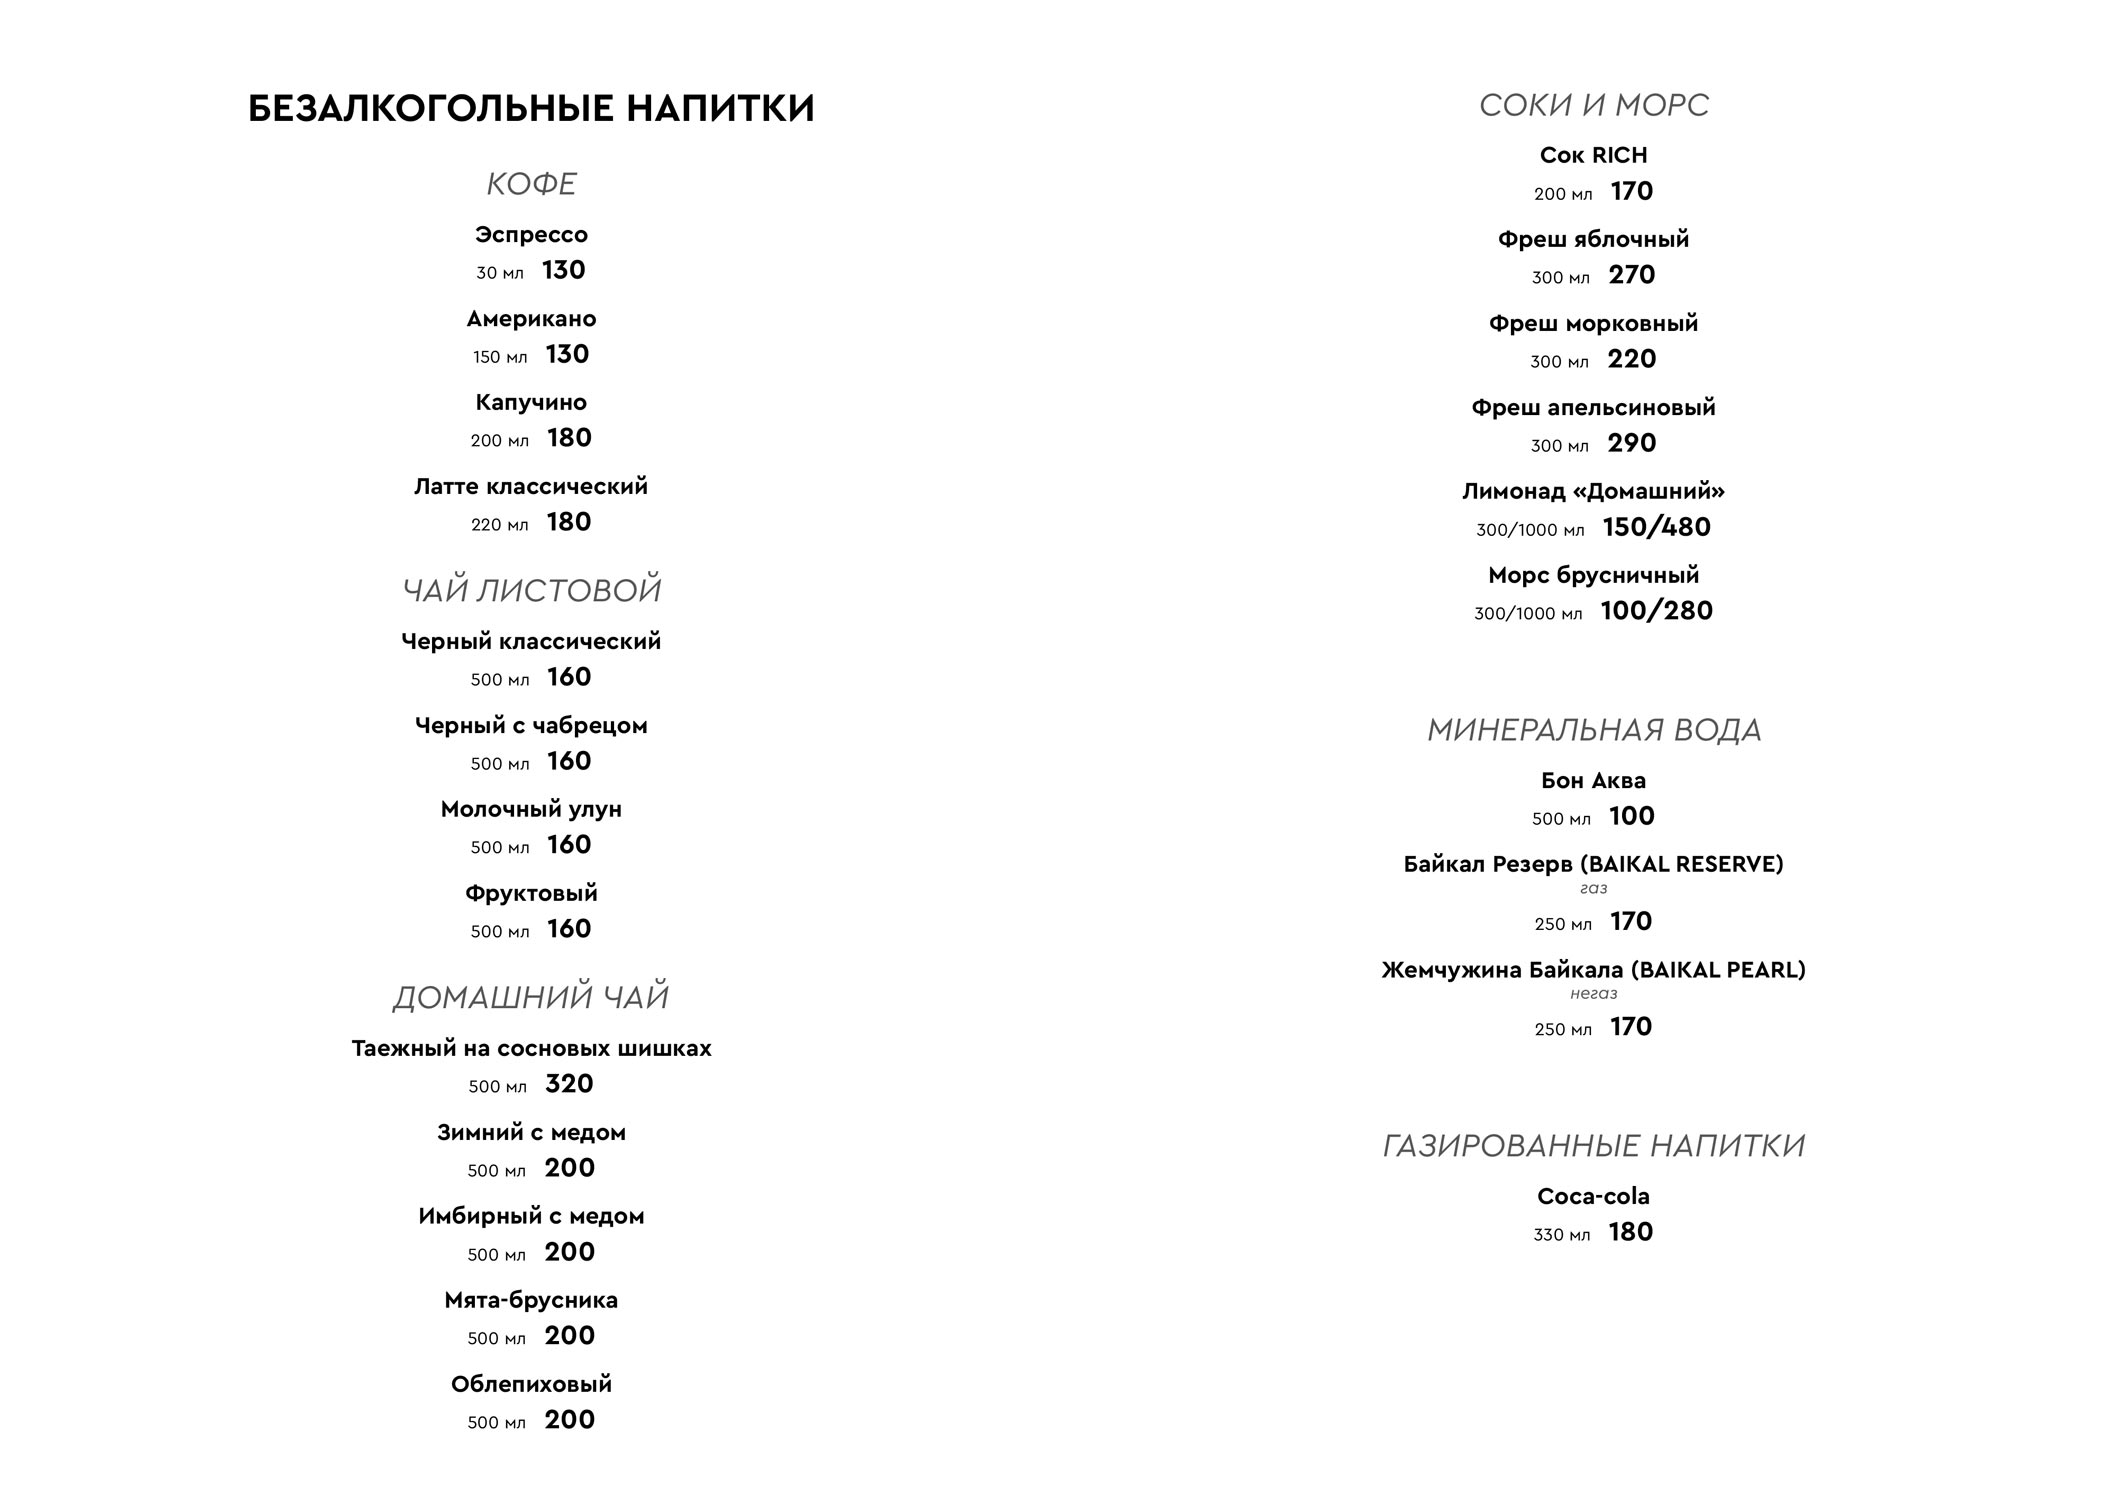 БЕЗАЛКОГОЛЬНЫЕ НАПИТКИ
КОФЕ
Эспрессо
30 мл 130
Американо
150 мл 130
Капучино
200 мл 180
Латте классический
220 мл 180
ЧАЙ ЛИСТОВОЙ
Черный классический
500 мл 160
Черный с чабрецом
500 мл 160
Молочный улун
500 мл 160
Фруктовый
500 мл 160
ДОМАШНИЙ ЧАЙ
Таежный на сосновых шишках
500 мл 320
Зимний с медом
500 мл 200
Имбирный с медом
500 мл 200
Мята-брусника
500 мл 200
Облепиховый
500 мл 200
СОКИ И МОРС
Сок RICH
200 мл 170
Фреш яблочный
300 мл 270
Фреш морковный
300 мл 220
Фреш апельсиновый
300 мл 290
Лимонад «Домашний»
300/1000 мл 150/480
Морс брусничный
300/1000 мл 100/280
МИНЕРАЛЬНАЯ ВОДА
Бон Аква
500 мл 100
Байкал Резерв (BAIKAL RESERVE)
газ
250 мл 170
Жемчужина Байкала (BAIKAL PEARL)
негаз
250 мл 170
ГАЗИРОВАННЫЕ НАПИТКИ
Coca-cola
330 мл 180